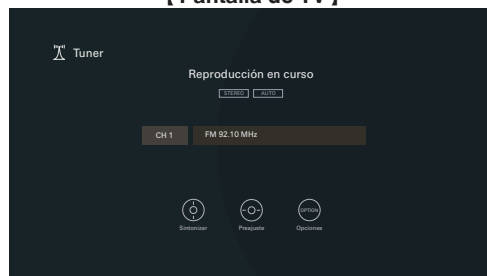 [ Pantalla de TV ]
Tuner
Reproducción en curso
STEREO AUTO
CH 1 FM 92.10 MHz
OPTION
Sintonizar Preajuste Opciones